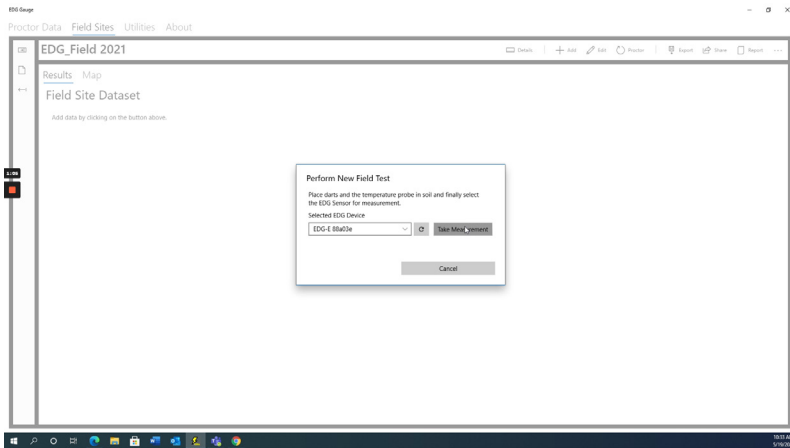 EDG Gauge
Proctor Data Field Sites Utilities About
EDG_Field 2021
Details Add Edit Proctor Export Share Report
Results Map
Field Site Dataset
Add data by clicking on the button above.
Perform New Field Test
Place darts and the temperature probe in soil and finally select
the EDG Sensor for measurement.
Selected EDG Device
EDG-E 88a03e Take Measurement
Cancel
10:33 A